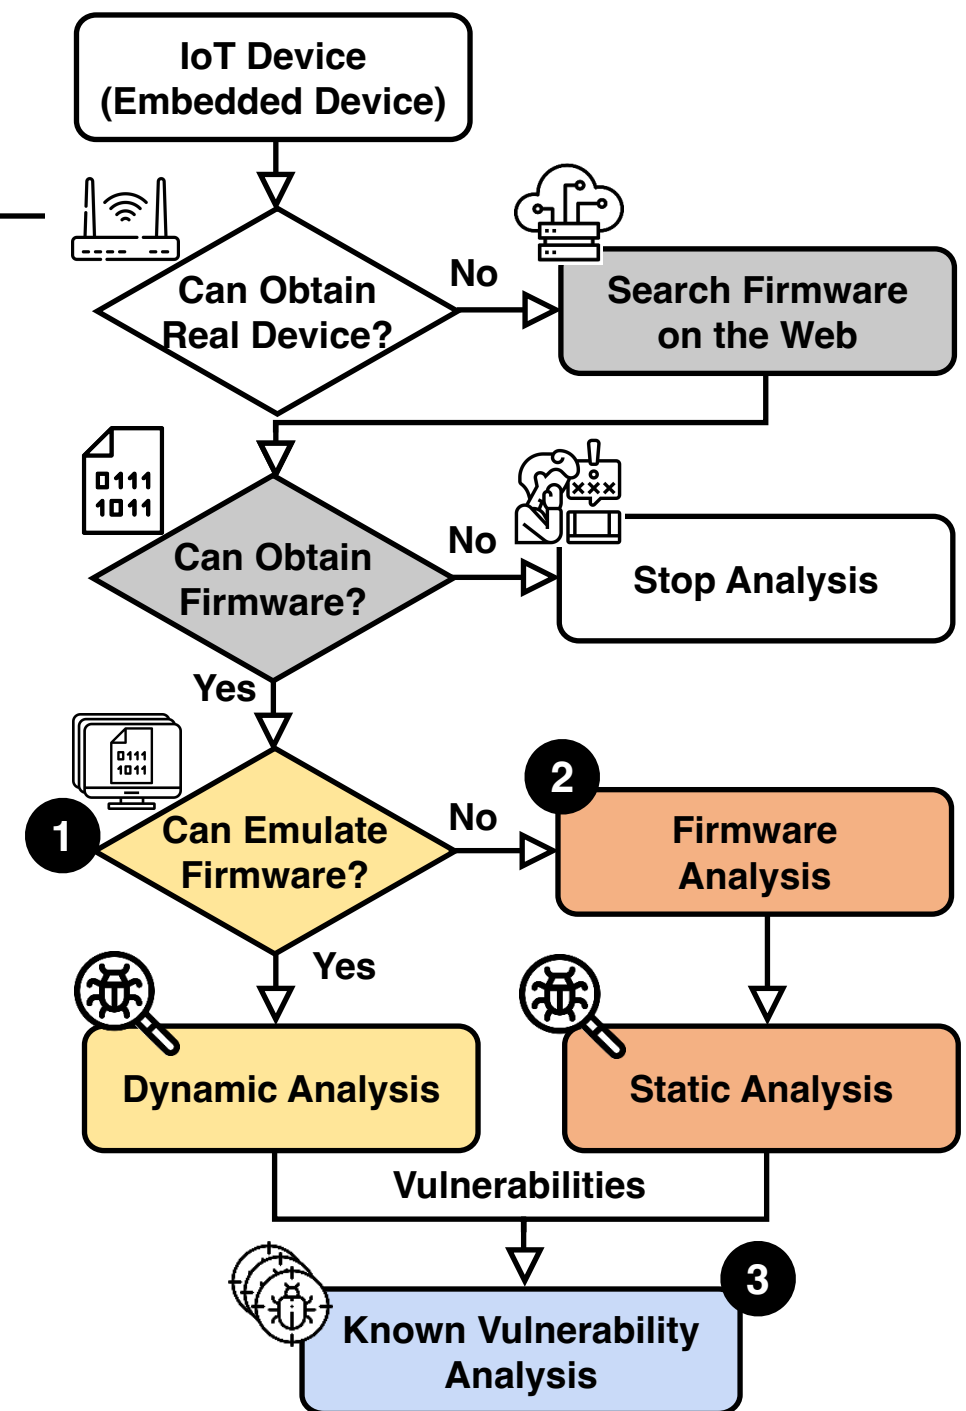 IoT Device
(Embedded Device)
Can Obtain
Real Device?
No
Search Firmware
on the Web
0111
1011
Can Obtain
Firmware?
No
xxx
Stop Analysis
Yes
0111
1011
1
Can Emulate
Firmware?
No
2
Firmware
Analysis
Yes
Dynamic Analysis
Static Analysis
Vulnerabilities
3
Known Vulnerability
Analysis